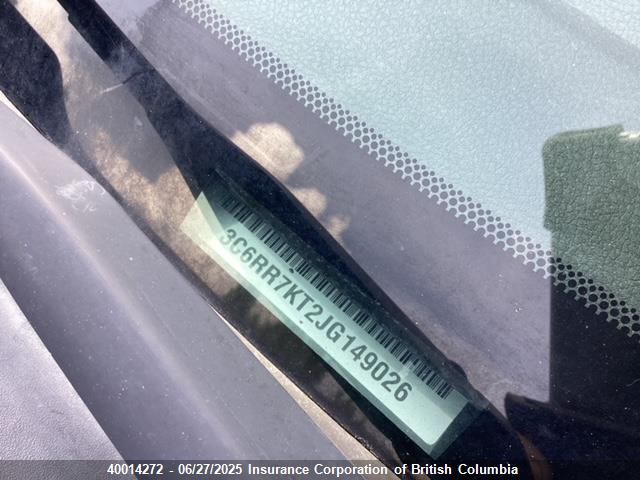 3C6RR7KT2JG149026
40014272 - 06/27/2025 Insurance Corporation of British Columbia